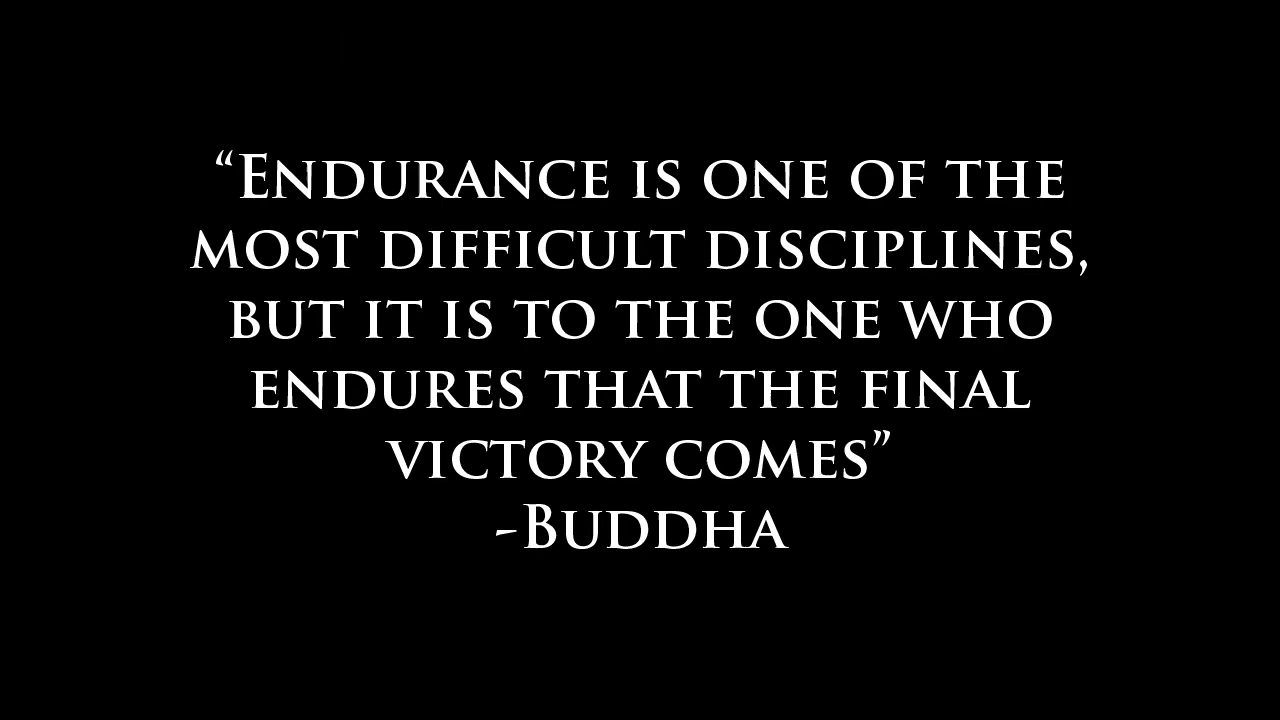 “Endurance is one of the
most difficult disciplines,
but it is to the one who
endures that the final
victory comes”
-Buddha